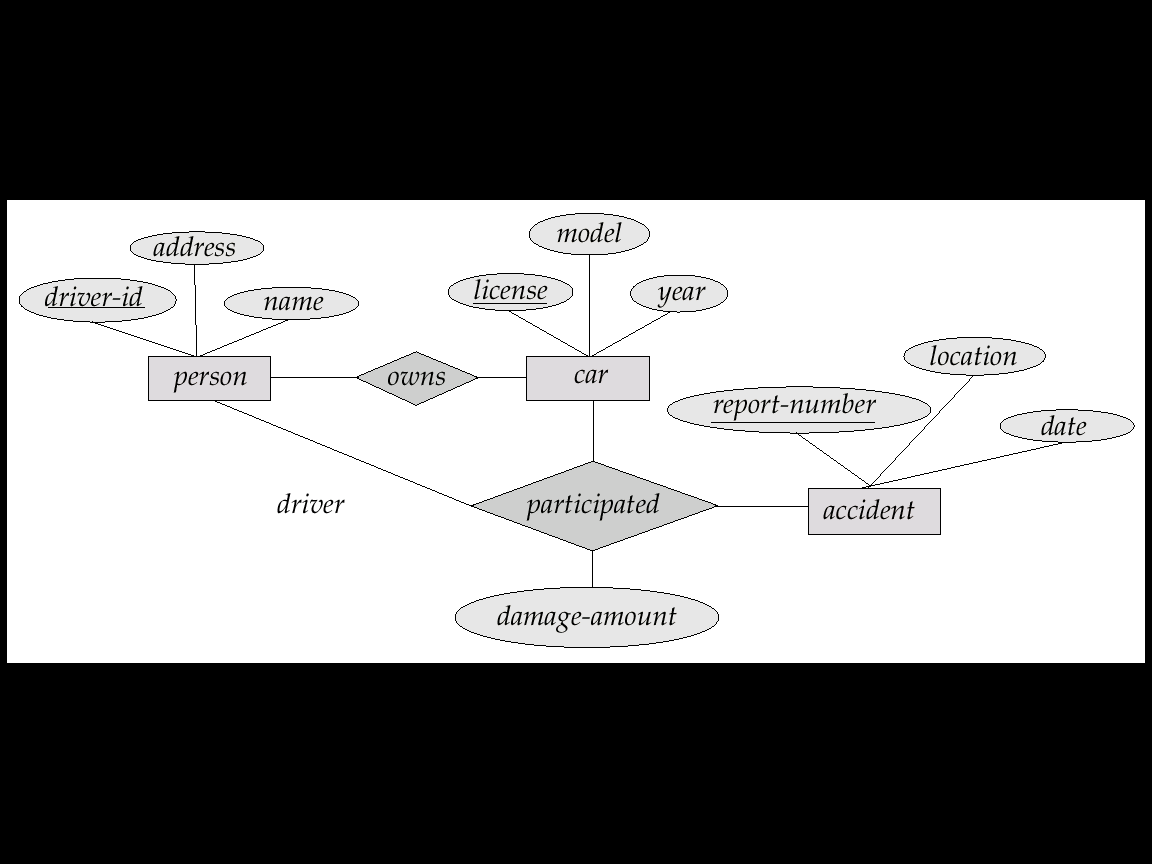 model
address
license
year
driver-id
name
location
person
owns
car
report-number
date
driver
participated
accident
damage-amount